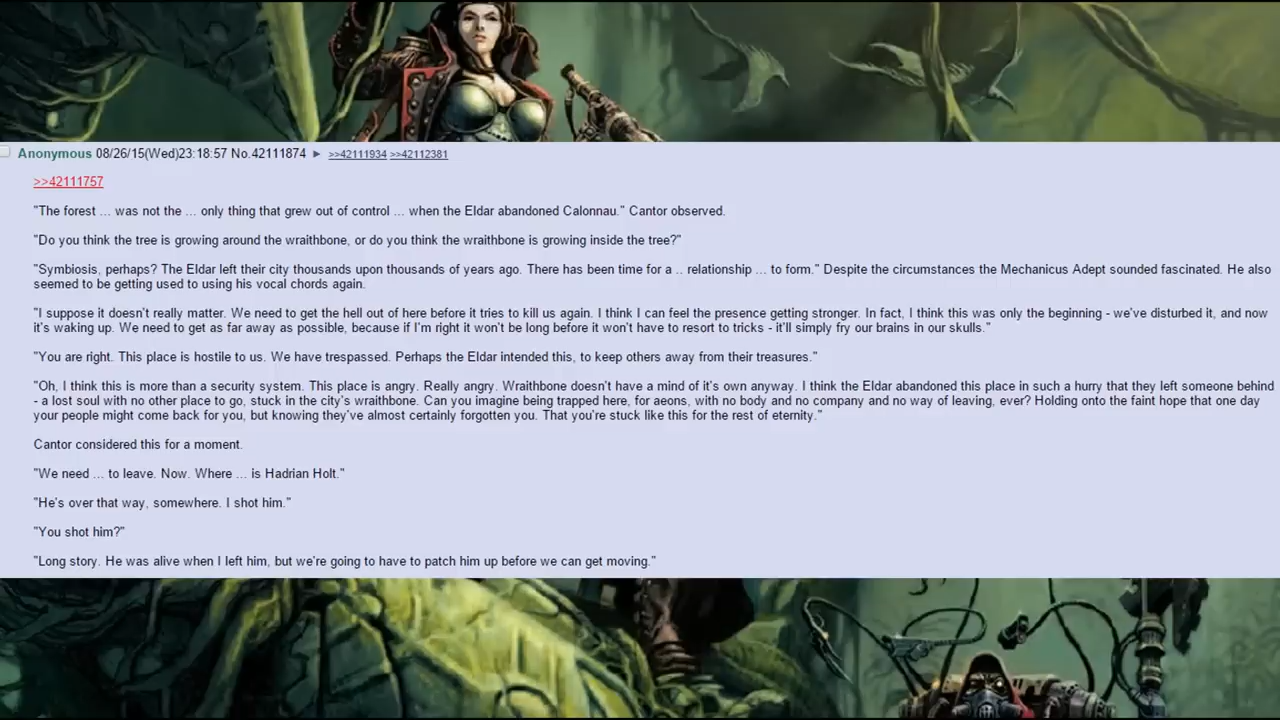 Anonymous 08/26/15(Wed)23:18:57 No.42111874 ► >>42111934 >>42112381
>>42111757
"The forest ... was not the ... only thing that grew out of control ... when the Eldar abandoned Calonnau." Cantor observed.
"Do you think the tree is growing around the wraithbone, or do you think the wraithbone is growing inside the tree?"
"Symbiosis, perhaps? The Eldar left their city thousands upon thousands of years ago. There has been time for a .. relationship ... to form." Despite the circumstances the Mechanicus Adept sounded fascinated. He also
seemed to be getting used to using his vocal chords again.
"I suppose it doesn't really matter. We need to get the hell out of here before it tries to kill us again. I think I can feel the presence getting stronger. In fact, I think this was only the beginning - we've disturbed it, and now
it's waking up. We need to get as far away as possible, because if I'm right it won't be long before it won't have to resort to tricks - it'll simply fry our brains in our skulls."
"You are right. This place is hostile to us. We have trespassed. Perhaps the Eldar intended this, to keep others away from their treasures."
"Oh, I think this is more than a security system. This place is angry. Really angry. Wraithbone doesn't have a mind of it's own anyway. I think the Eldar abandoned this place in such a hurry that they left someone behind
- a lost soul with no other place to go, stuck in the city's wraithbone. Can you imagine being trapped here, for aeons, with no body and no company and no way of leaving, ever? Holding onto the faint hope that one day
your people might come back for you, but knowing they've almost certainly forgotten you. That you're stuck like this for the rest of eternity."
Cantor considered this for a moment.
"We need ... to leave. Now. Where ... is Hadrian Holt."
"He's over that way, somewhere. I shot him."
"You shot him?"
"Long story. He was alive when I left him, but we're going to have to patch him up before we can get moving."